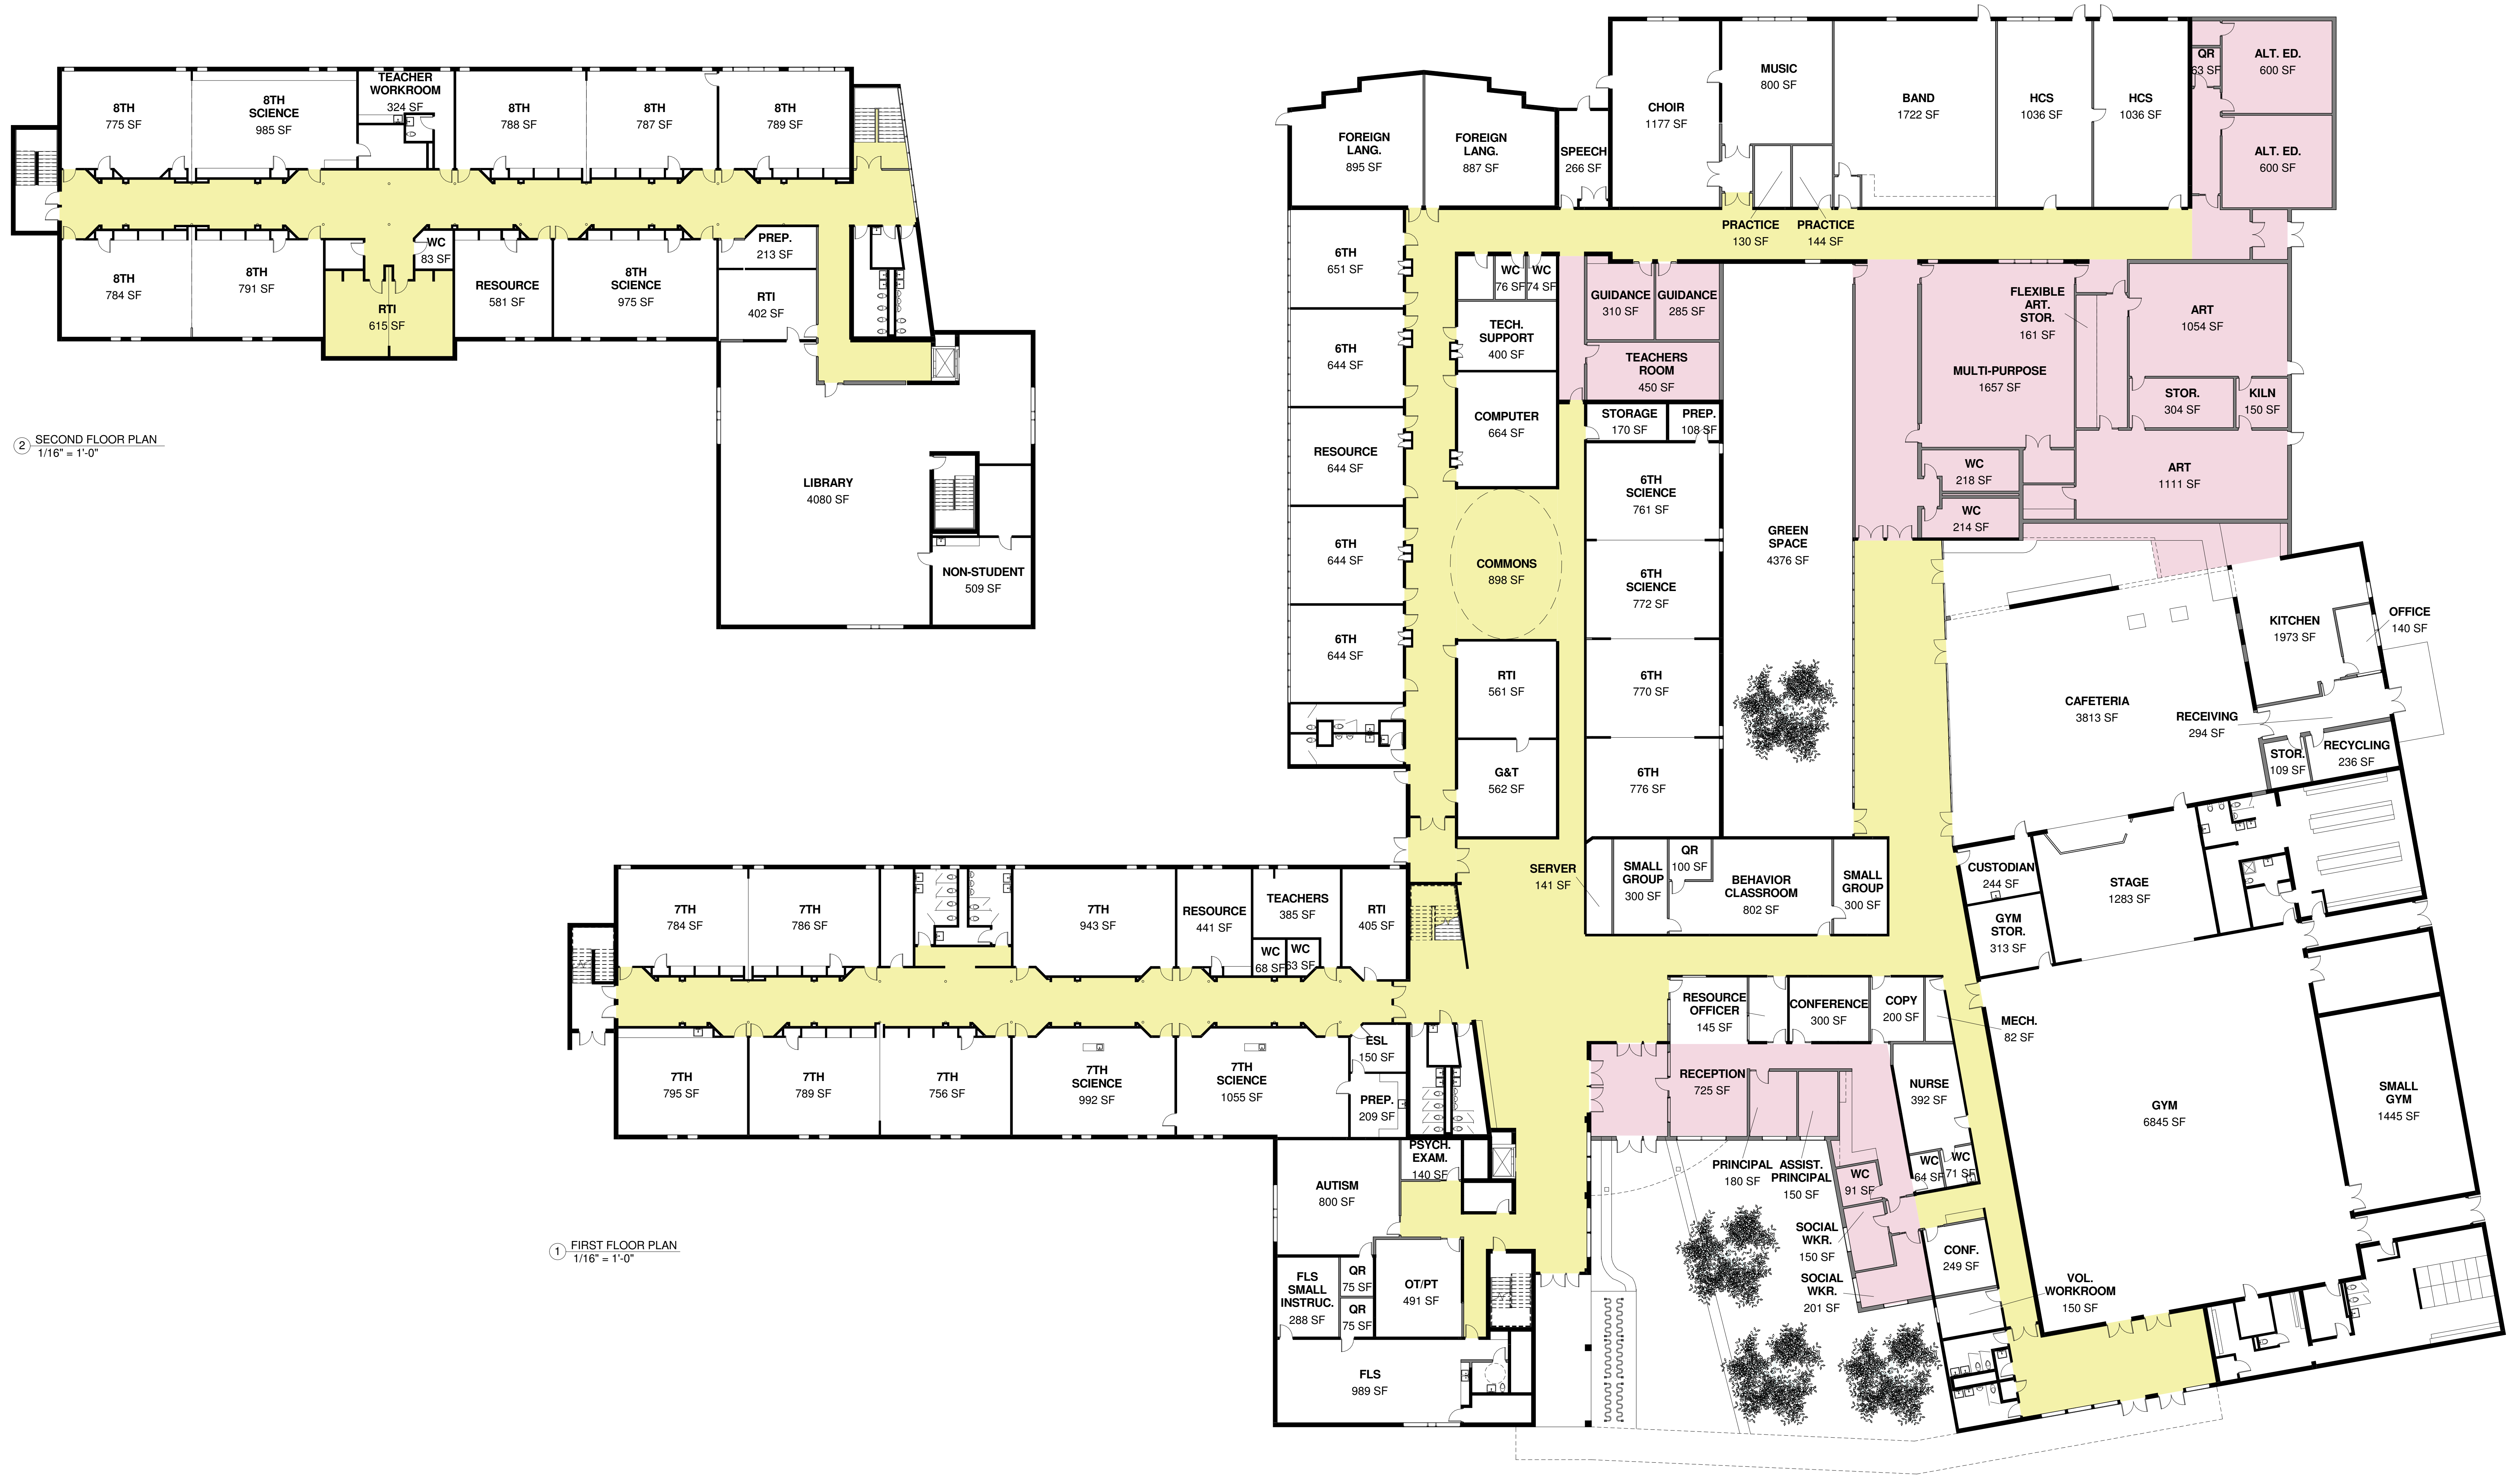 8TH
775 SF
8TH
SCIENCE
985 SF
TEACHER
WORKROOM
324 SF
8TH
788 SF
8TH
787 SF
8TH
789 SF
8TH
784 SF
8TH
791 SF
WC
83 SF
RTI
615 SF
RESOURCE
581 SF
8TH
SCIENCE
975 SF
PREP.
213 SF
RTI
402 SF
LIBRARY
4080 SF
NON-STUDENT
509 SF
2
SECOND FLOOR PLAN
1/16" = 1'-0"
FOREIGN
LANG.
895 SF
FOREIGN
LANG.
887 SF
SPEECH
266 SF
CHOIR
1177 SF
MUSIC
800 SF
PRACTICE
130 SF
PRACTICE
144 SF
BAND
1722 SF
HCS
1036 SF
HCS
1036 SF
QR
63 SF
ALT. ED.
600 SF
ALT. ED.
600 SF
6TH
651 SF
6TH
644 SF
RESOURCE
644 SF
6TH
644 SF
6TH
644 SF
WC
76 SF
WC
74 SF
TECH.
SUPPORT
400 SF
COMPUTER
664 SF
COMMONS
898 SF
RTI
561 SF
G&T
562 SF
GUIDANCE
310 SF
GUIDANCE
285 SF
TEACHERS
ROOM
450 SF
STORAGE
170 SF
PREP.
108 SF
6TH
SCIENCE
761 SF
6TH
SCIENCE
772 SF
6TH
770 SF
6TH
776 SF
GREEN
SPACE
4376 SF
FLEXIBLE
ART.
STOR.
161 SF
MULTI-PURPOSE
1657 SF
ART
1054 SF
STOR.
304 SF
KILN
150 SF
ART
1111 SF
WC
218 SF
WC
214 SF
KITCHEN
1973 SF
OFFICE
140 SF
CAFETERIA
3813 SF
RECEIVING
294 SF
STOR.
109 SF
RECYCLING
236 SF
SERVER
141 SF
SMALL
GROUP
300 SF
QR
100 SF
BEHAVIOR
CLASSROOM
802 SF
SMALL
GROUP
300 SF
CUSTODIAN
244 SF
GYM
STOR.
313 SF
STAGE
1283 SF
7TH
784 SF
7TH
786 SF
7TH
943 SF
RESOURCE
441 SF
TEACHERS
385 SF
WC
68 SF
WC
63 SF
RTI
405 SF
7TH
795 SF
7TH
789 SF
7TH
756 SF
7TH
SCIENCE
992 SF
7TH
SCIENCE
1055 SF
ESL
150 SF
PREP.
209 SF
RESOURCE
OFFICER
145 SF
CONFERENCE
300 SF
COPY
200 SF
MECH.
82 SF
RECEPTION
725 SF
NURSE
392 SF
PRINCIPAL
180 SF
ASSIST.
PRINCIPAL
150 SF
WC
91 SF
WC
64 SF
WC
71 SF
SOCIAL
WKR.
150 SF
SOCIAL
WKR.
201 SF
CONF.
249 SF
VOL.
WORKROOM
150 SF
GYM
6845 SF
SMALL
GYM
1445 SF
PSYCH.
EXAM.
140 SF
AUTISM
800 SF
FLS
SMALL
INSTRUC.
288 SF
QR
75 SF
QR
75 SF
OT/PT
491 SF
FLS
989 SF
1
FIRST FLOOR PLAN
1/16" = 1'-0"